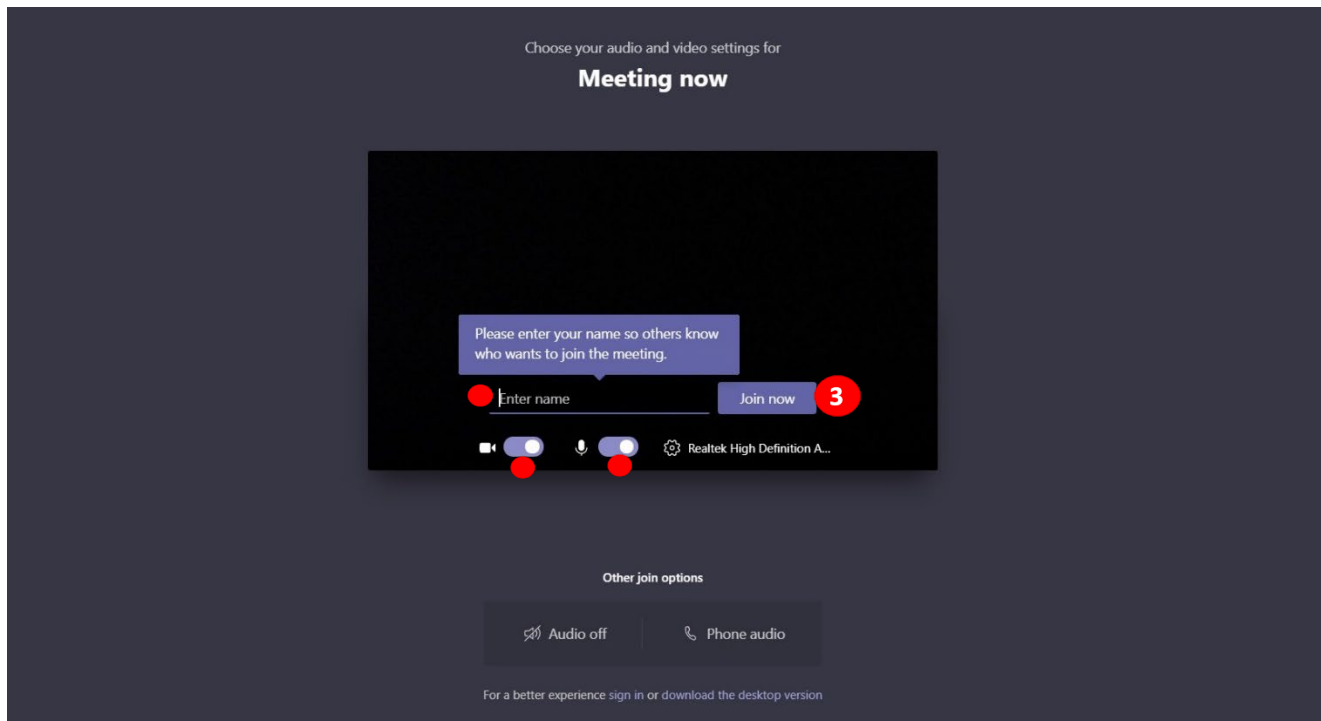 Choose your audio and video settings for
Meeting now
Please enter your name so others know
who wants to join the meeting.
Enter name
Join now
3
Realtek High Definition A...
Other join options
Audio off
Phone audio
For a better experience sign in or download the desktop version